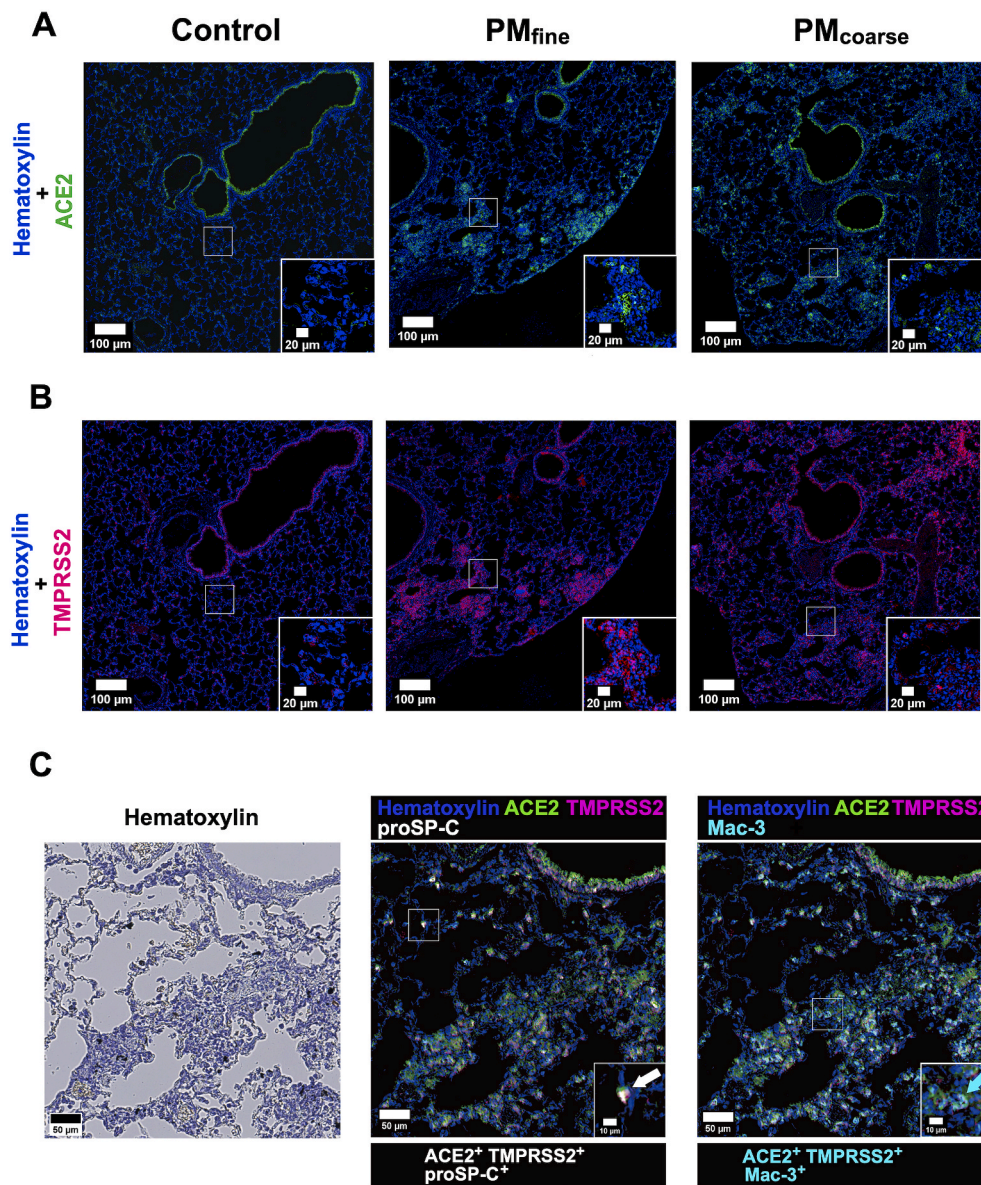 A
Control
PMfine
PMcoarse
Hematoxylin
+
ACE2
100 µm
20 µm
100 µm
20 µm
100 µm
20 µm
B
Hematoxylin
+
TMPRSS2
100 µm
20 µm
100 µm
20 µm
100 µm
20 µm
C
Hematoxylin
50 µm
Hematoxylin ACE2 TMPRSS2
proSP-C
50 µm
10 µm
ACE2+ TMPRSS2+
proSP-C+
Hematoxylin ACE2 TMPRSS2
Mac-3
50 µm
10 µm
ACE2+ TMPRSS2+
Mac-3+